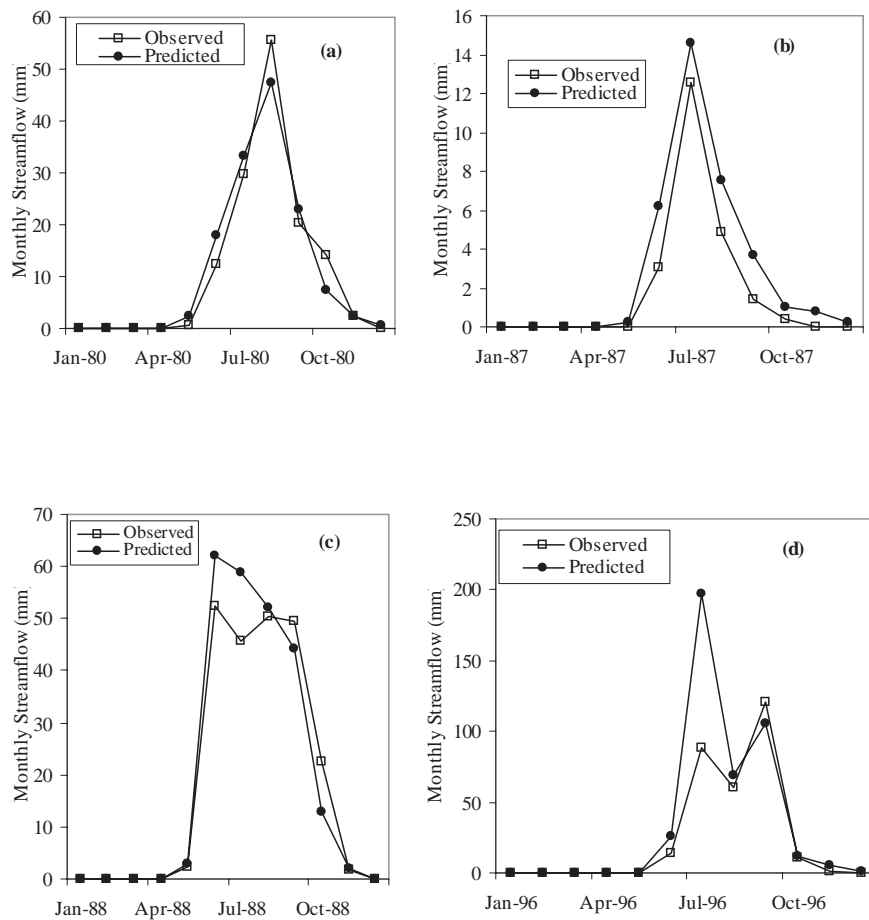 (a)
Observed
Predicted
Monthly Streamflow (mm)
60
50
40
30
20
10
0
Jan-80 Apr-80 Jul-80 Oct-80
(b)
Observed
Predicted
Monthly Streamflow (mm)
16
14
12
10
8
6
4
2
0
Jan-87 Apr-87 Jul-87 Oct-87
(c)
Observed
Predicted
Monthly Streamflow (mm)
70
60
50
40
30
20
10
0
Jan-88 Apr-88 Jul-88 Oct-88
(d)
Observed
Predicted
Monthly Streamflow (mm)
250
200
150
100
50
0
Jan-96 Apr-96 Jul-96 Oct-96